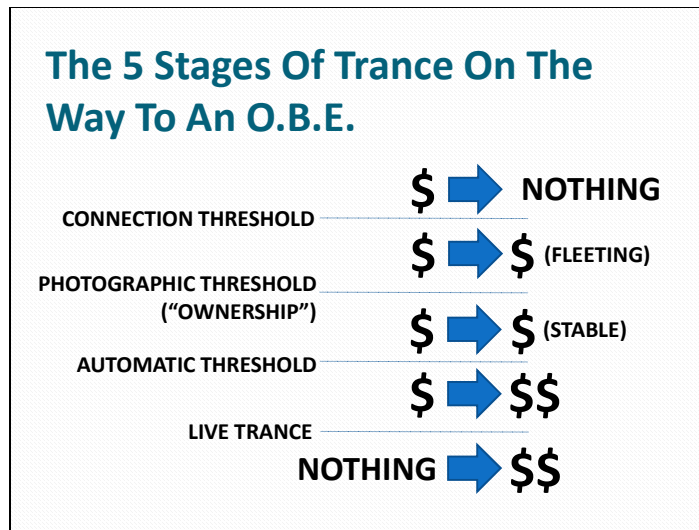 The 5 Stages Of Trance On The
Way To An O.B.E.
$ NOTHING
CONNECTION THRESHOLD
$ $ (FLEETING)
PHOTOGRAPHIC THRESHOLD
("OWNERSHIP")
$ $ (STABLE)
AUTOMATIC THRESHOLD
$ $$
LIVE TRANCE
NOTHING $$